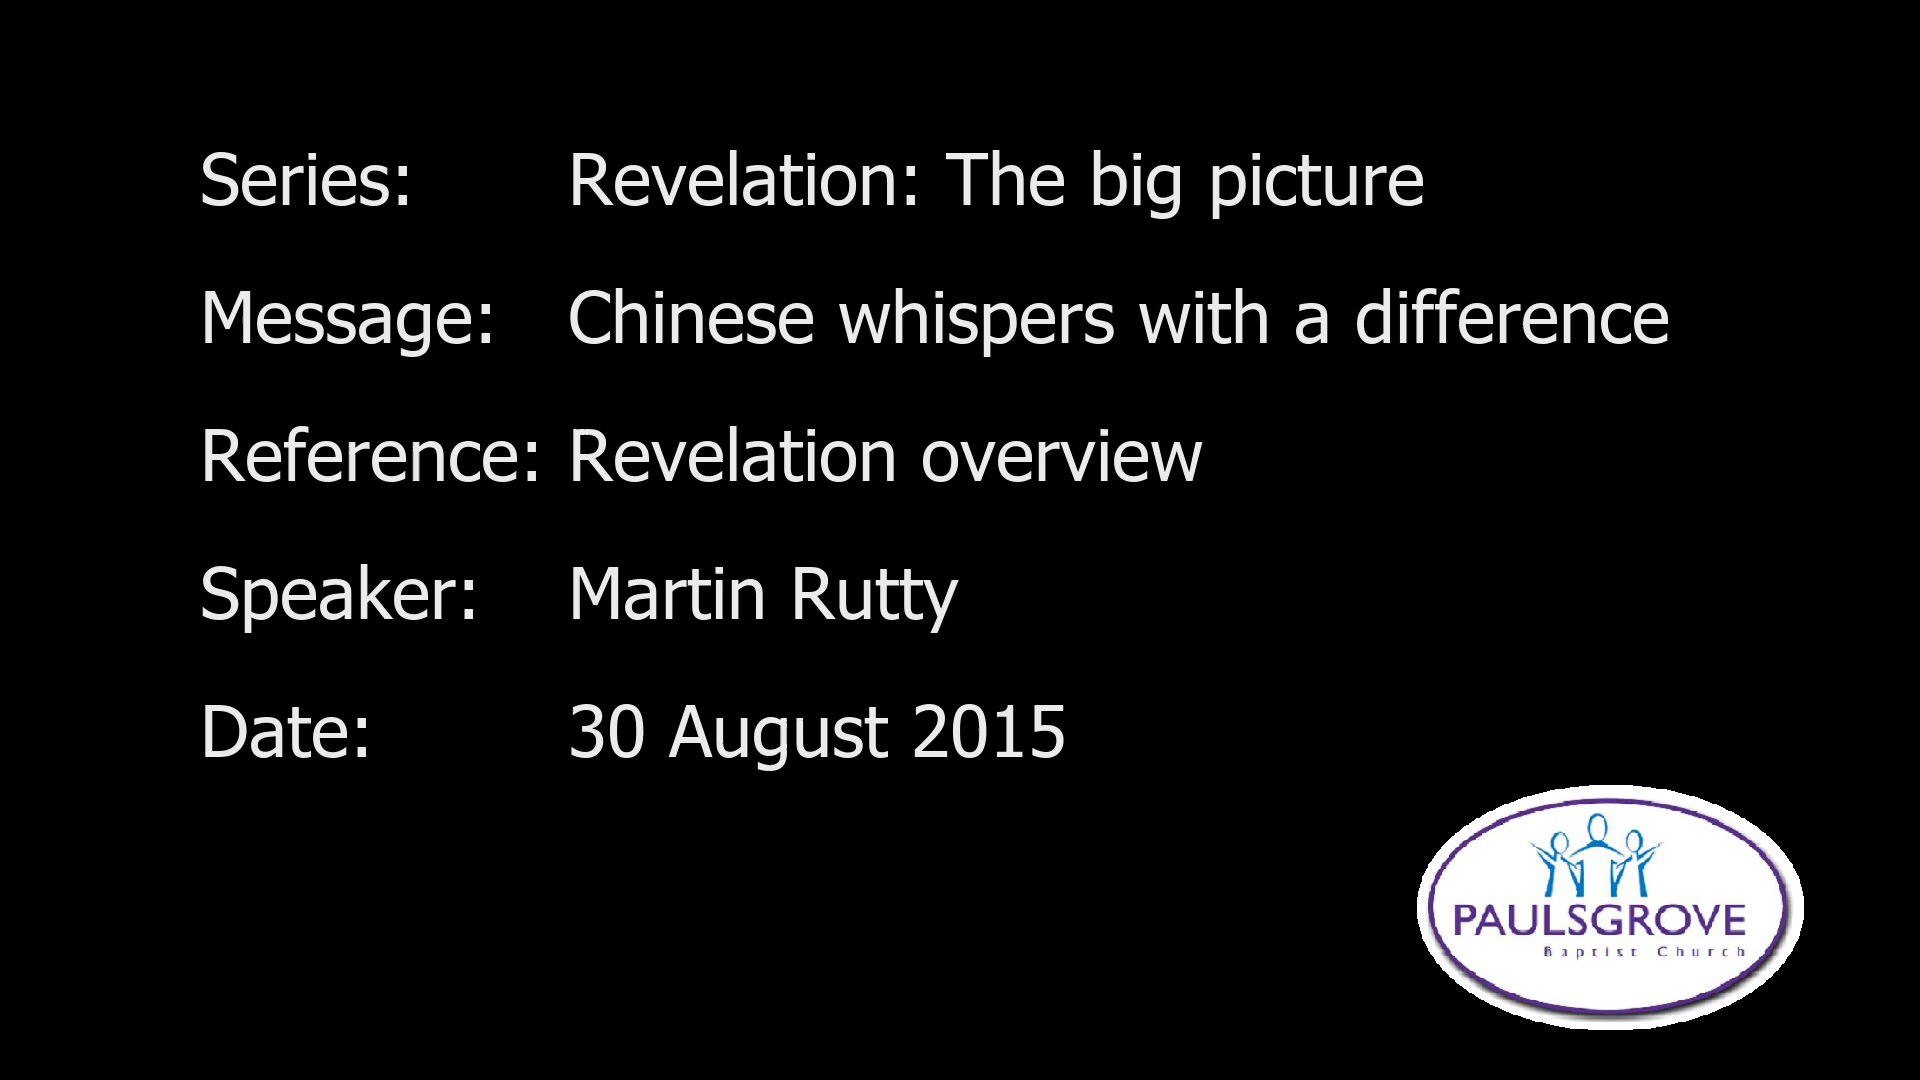 Series: Revelation: The big picture
Message: Chinese whispers with a difference
Reference: Revelation overview
Speaker: Martin Rutty
Date: 30 August 2015
PAULSGROVE
Baptist Church